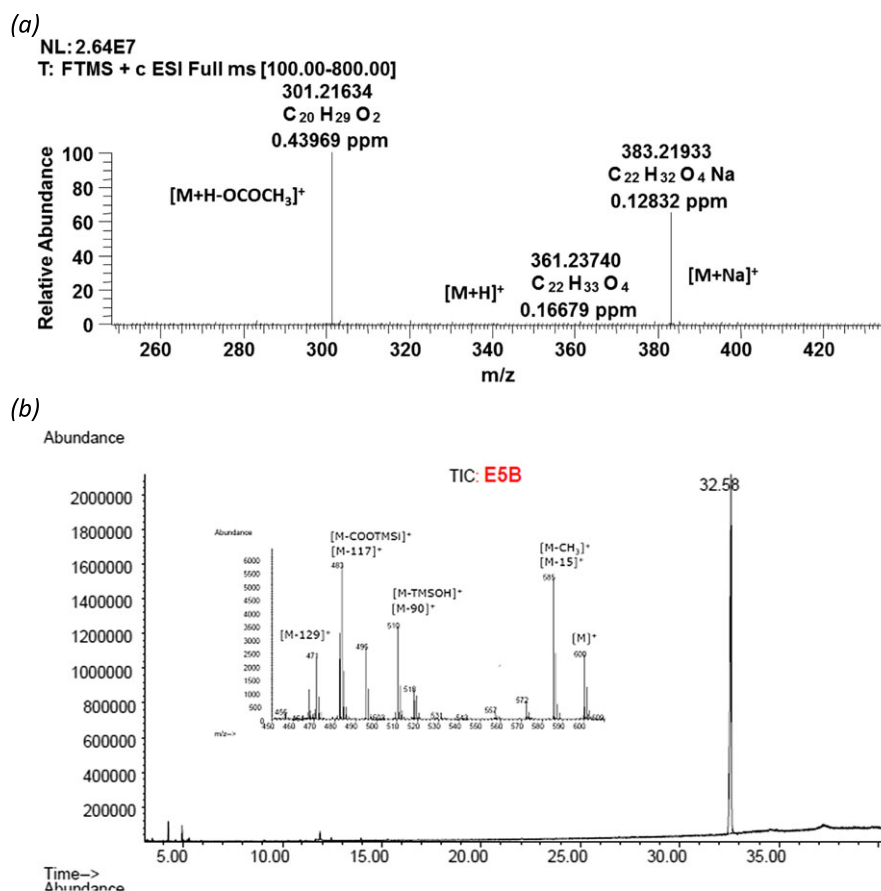 (a)
NL: 2.64E7
T: FTMS + c ESI Full ms [100.00-800.00]
301.21634
C₂₀ H₂₉ O₂
0.43969 ppm
383.21933
C₂₂ H₃₂ O₄ Na
0.12832 ppm
[M+H-OCOCH₃]⁺
361.23740
C₂₂ H₃₃ O₄
0.16679 ppm
[M+H]⁺
[M+Na]⁺
Relative Abundance
100
80
60
40
20
0
260 280 300 320 340 360 380 400 420
m/z
(b)
Abundance
TIC: E5B
32.58
2000000
1800000
1600000
1400000
1200000
1000000
800000
600000
400000
200000
Abundance
[M-COOTMSi]⁺
[M-117]⁺
483
[M-CH₃]⁺
[M-15]⁺
585
[M-TMSOH]⁺
[M-90]⁺
510
[M]⁺
600
[M-129]⁺
471
495
518
531
543
557
572
609
6000
5500
5000
4500
4000
3500
3000
2500
2000
1500
1000
500
0
450 460 470 480 490 500 510 520 530 540 550 560 570 580 590 600
m/z-->
5.00 10.00 15.00 20.00 25.00 30.00 35.00
Time-->
Abundance